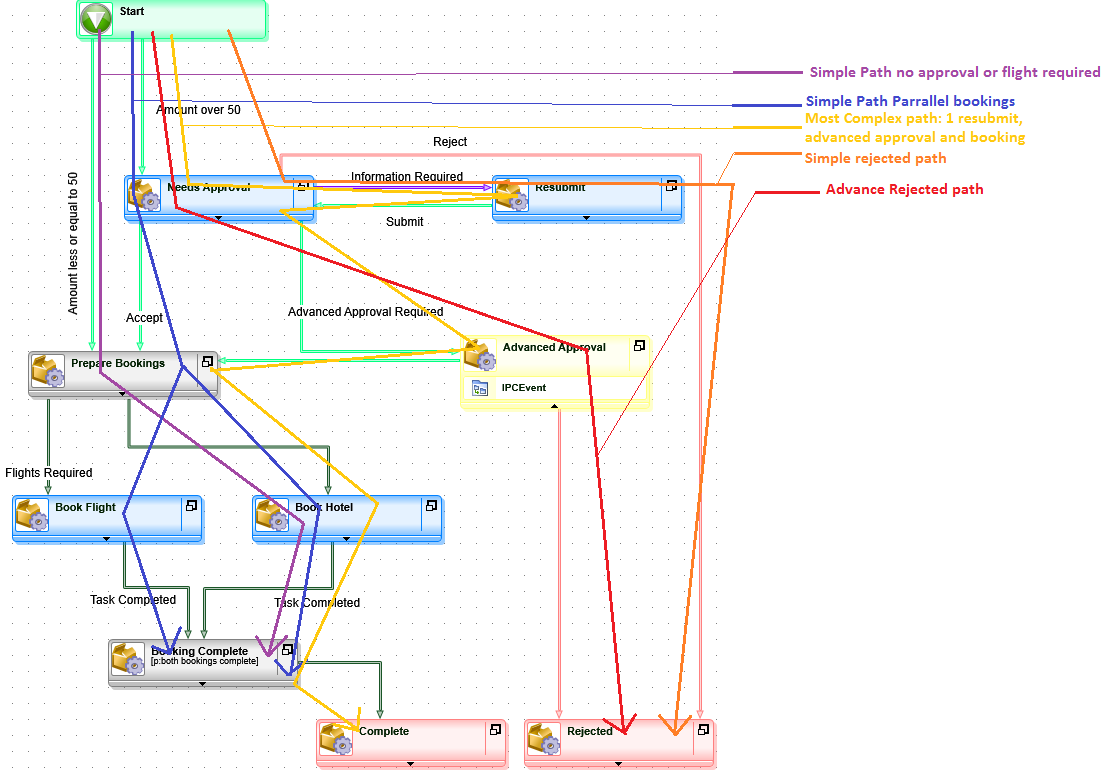 Start
Simple Path no approval or flight required
Simple Path Parrallel bookings
Amount over 50
Most Complex path: 1 resubmit,
advanced approval and booking
Reject
Simple rejected path
Information Required
Needs Approval
Resubmit
Advance Rejected path
Submit
Amount less or equal to 50
Advanced Approval Required
Accept
Advanced Approval
Prepare Bookings
IPCEvent
Flights Required
Book Flight
Book Hotel
Task Completed
Task Completed
Booking Complete
[p:both bookings complete]
Complete
Rejected